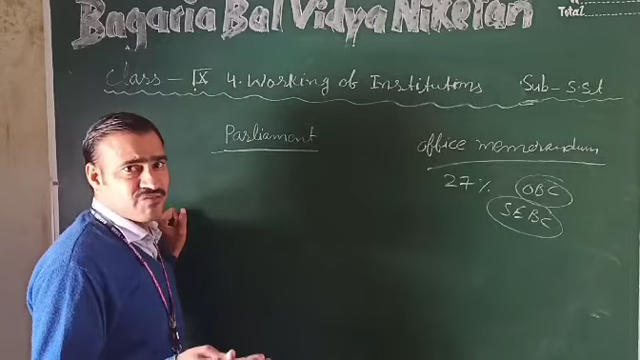 Bagaria Bal Vidya Niketan
Total
Class - IX 4. Working of Institutions Sub - S.St
Parliament
office memorandum
27%
OBC
SEBC